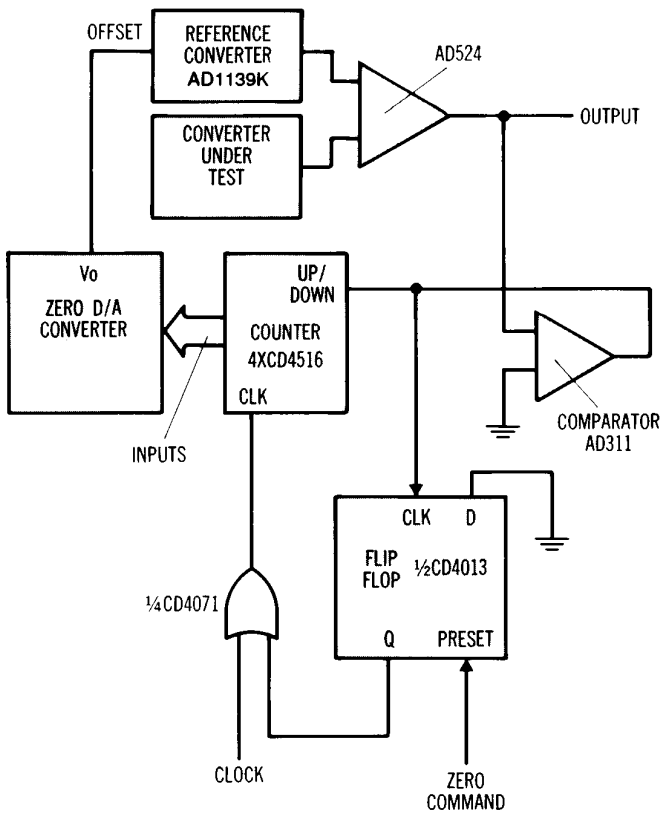 OFFSET
REFERENCE
CONVERTER
AD1139K
AD524
OUTPUT
CONVERTER
UNDER
TEST
Vo
ZERO D/A
CONVERTER
UP/
DOWN
COUNTER
4XCD4516
CLK
INPUTS
COMPARATOR
AD311
CLK D
FLIP
FLOP
½CD4013
Q PRESET
¼CD4071
CLOCK
ZERO
COMMAND